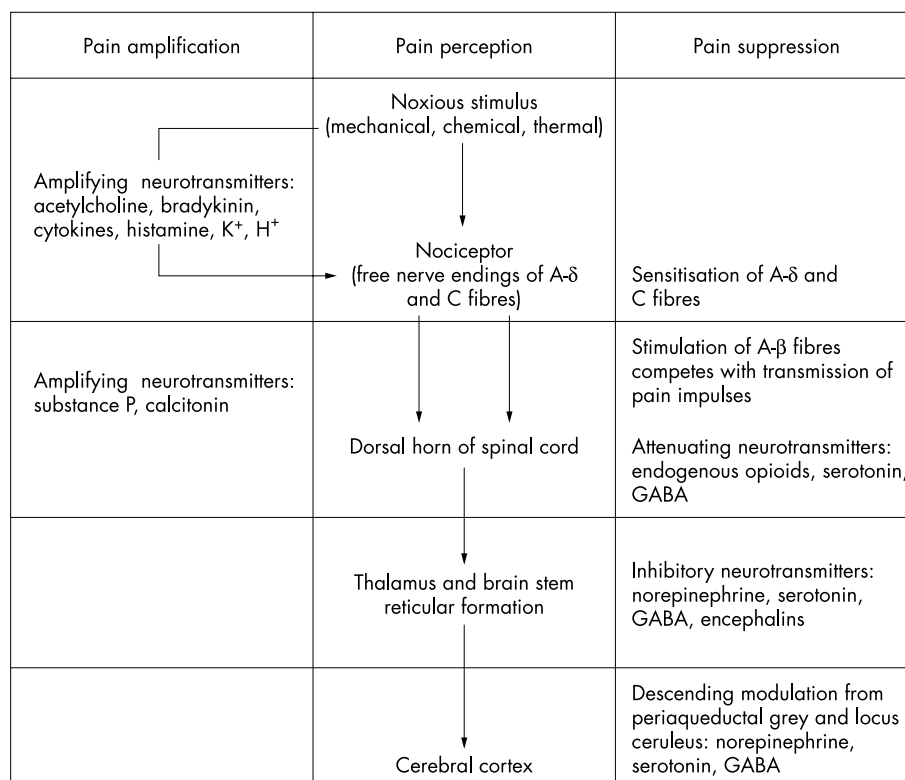 Pain amplification
Pain perception
Pain suppression
Noxious stimulus
(mechanical, chemical, thermal)
Amplifying neurotransmitters:
acetylcholine, bradykinin,
cytokines, histamine, K⁺, H⁺
Nociceptor
(free nerve endings of A-δ
and C fibres)
Sensitisation of A-δ and
C fibres
Amplifying neurotransmitters:
substance P, calcitonin
Dorsal horn of spinal cord
Stimulation of A-β fibres
competes with transmission of
pain impulses
Attenuating neurotransmitters:
endogenous opioids, serotonin,
GABA
Thalamus and brain stem
reticular formation
Inhibitory neurotransmitters:
norepinephrine, serotonin,
GABA, encephalins
Cerebral cortex
Descending modulation from
periaqueductal grey and locus
ceruleus: norepinephrine,
serotonin, GABA